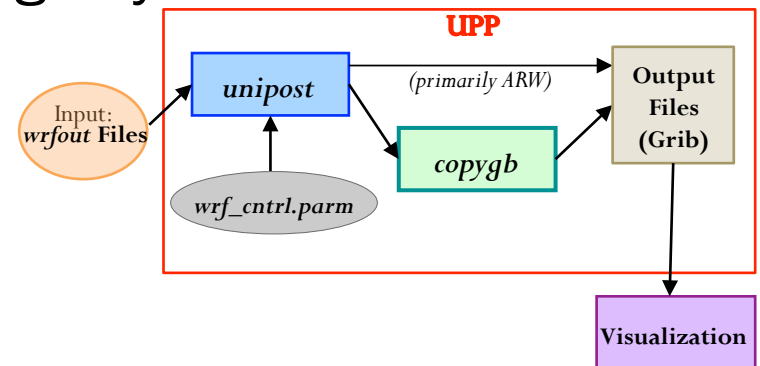 UPP
Input:
wrfout Files
unipost
(primarily ARW)
Output
Files
(Grib)
copygb
wrf_cntrl.parm
Visualization